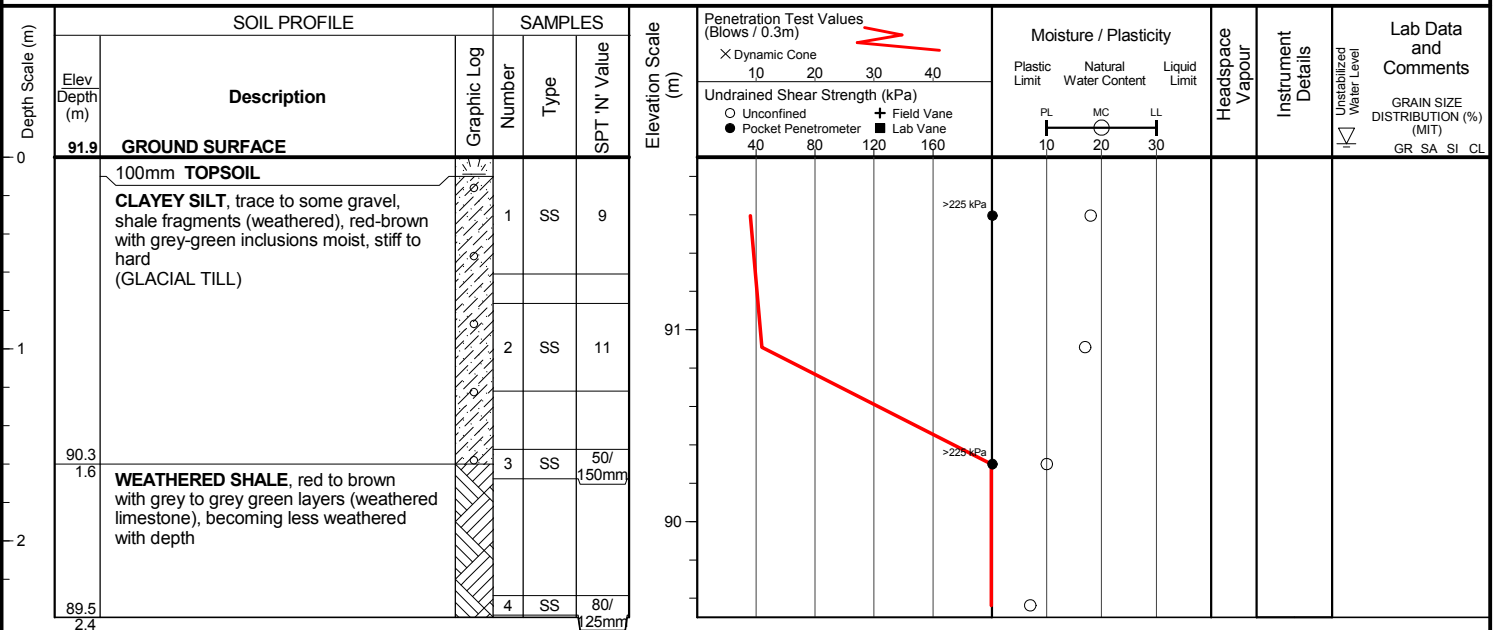 SOIL PROFILE
SAMPLES
Depth Scale (m)
Elev
Depth
(m)
Description
Graphic Log
Number
Type
SPT 'N' Value
Elevation Scale
(m)
Penetration Test Values
(Blows / 0.3m)
× Dynamic Cone
10 20 30 40
Undrained Shear Strength (kPa)
Unconfined
Field Vane
Pocket Penetrometer
Lab Vane
40 80 120 160
Moisture / Plasticity
Plastic Natural Liquid
Limit Water Content Limit
PL MC LL
10 20 30
Headspace
Vapour
Instrument
Details
Unstabilized
Water Level
Lab Data
and
Comments
GRAIN SIZE
DISTRIBUTION (%)
(MIT)
GR SA SI CL
91.9 GROUND SURFACE
0
100mm TOPSOIL
CLAYEY SILT, trace to some gravel,
shale fragments (weathered), red-brown
with grey-green inclusions moist, stiff to
hard
(GLACIAL TILL)
1 SS 9
>225 kPa
91
1
2 SS 11
90.3
1.6
3 SS 50/
150mm
>225 kPa
WEATHERED SHALE, red to brown
with grey to grey green layers (weathered
limestone), becoming less weathered
with depth
90
2
89.5
2.4
4 SS 80/
125mm